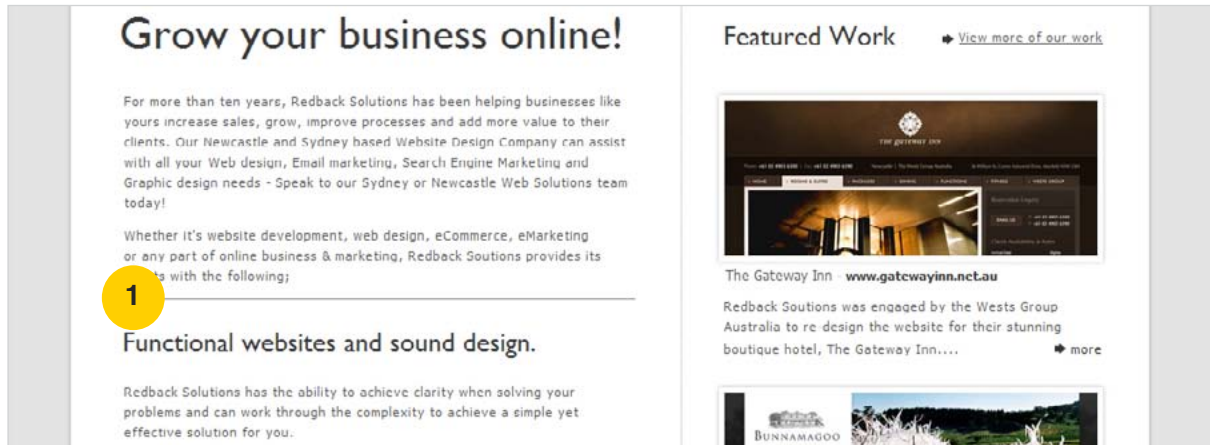 Grow your business online!
For more than ten years, Redback Solutions has been helping businesses like
yours increase sales, grow, improve processes and add more value to their
clients. Our Newcastle and Sydney based Website Design Company can assist
with all your Web design, Email marketing, Search Engine Marketing and
Graphic design needs - Speak to our Sydney or Newcastle Web Solutions team
today!
Whether it's website development, web design, eCommerce, eMarketing
or any part of online business & marketing, Redback Soutions provides its
with the following;
1
Functional websites and sound design.
Redback Solutions has the ability to achieve clarity when solving your
problems and can work through the complexity to achieve a simple yet
effective solution for you.
Featured Work
View more of our work
THE GATEWAY INN
HOME ROOMS & SUITES PACKAGES DINING FUNCTIONS
The Gateway Inn - www.gatewayinn.net.au
Redback Soutions was engaged by the Wests Group
Australia to re-design the website for their stunning
boutique hotel, The Gateway Inn....
more
BUNNAMAGOO